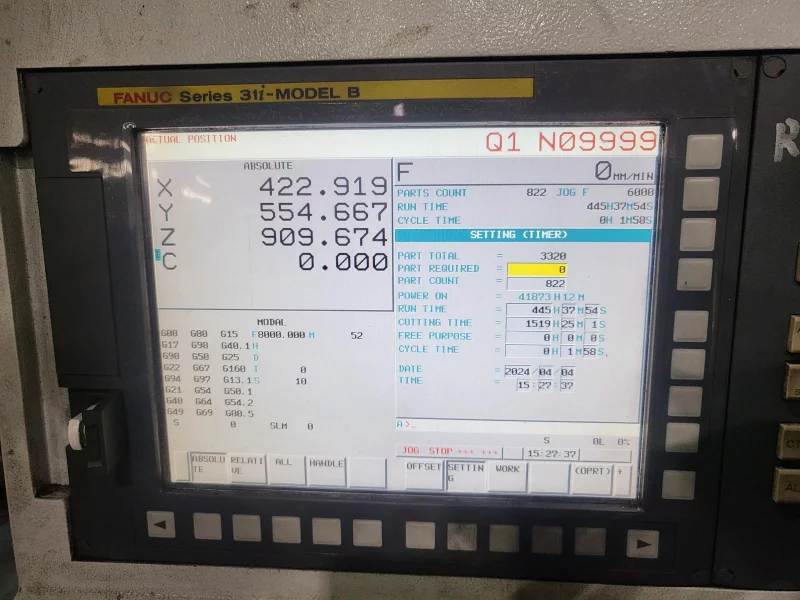 FANUC Series 31i-MODEL B
ACTUAL POSITION
Q1 N09999
ABSOLUTE
X 422.919
Y 554.667
Z 909.674
C 0.000
F 0 MM/MIN
PARTS COUNT 822 JOG F 6000
RUN TIME 445H37M54S
CYCLE TIME 0H 1M58S
SETTING (TIMER)
PART TOTAL = 3320
PART REQUIRED = 0
PART COUNT = 822
POWER ON = 41873H12M
RUN TIME = 445H37M54S
CUTTING TIME = 1519H25M 1S
FREE PURPOSE = 0H 0M 0S
CYCLE TIME = 0H 1M58S
DATE = 2024/04/04
TIME = 15:27:37
MODAL
G00 G80 G15 F8000.000 M 52
G17 G98 G40.1 H
G90 G50 G25 D
G22 G67 G160 T 0
G94 G97 G13.1 S 10
G21 G54 G50.1
G40 G64 G54.2
G49 G69 G80.5
S 0 SLM 0
A>_
S 0L 0%
JOG STOP *** *** 15:27:37
ABSOLUTE RELATIVE ALL HANDLE
OFFSET SETTING WORK (OPRT) +
R